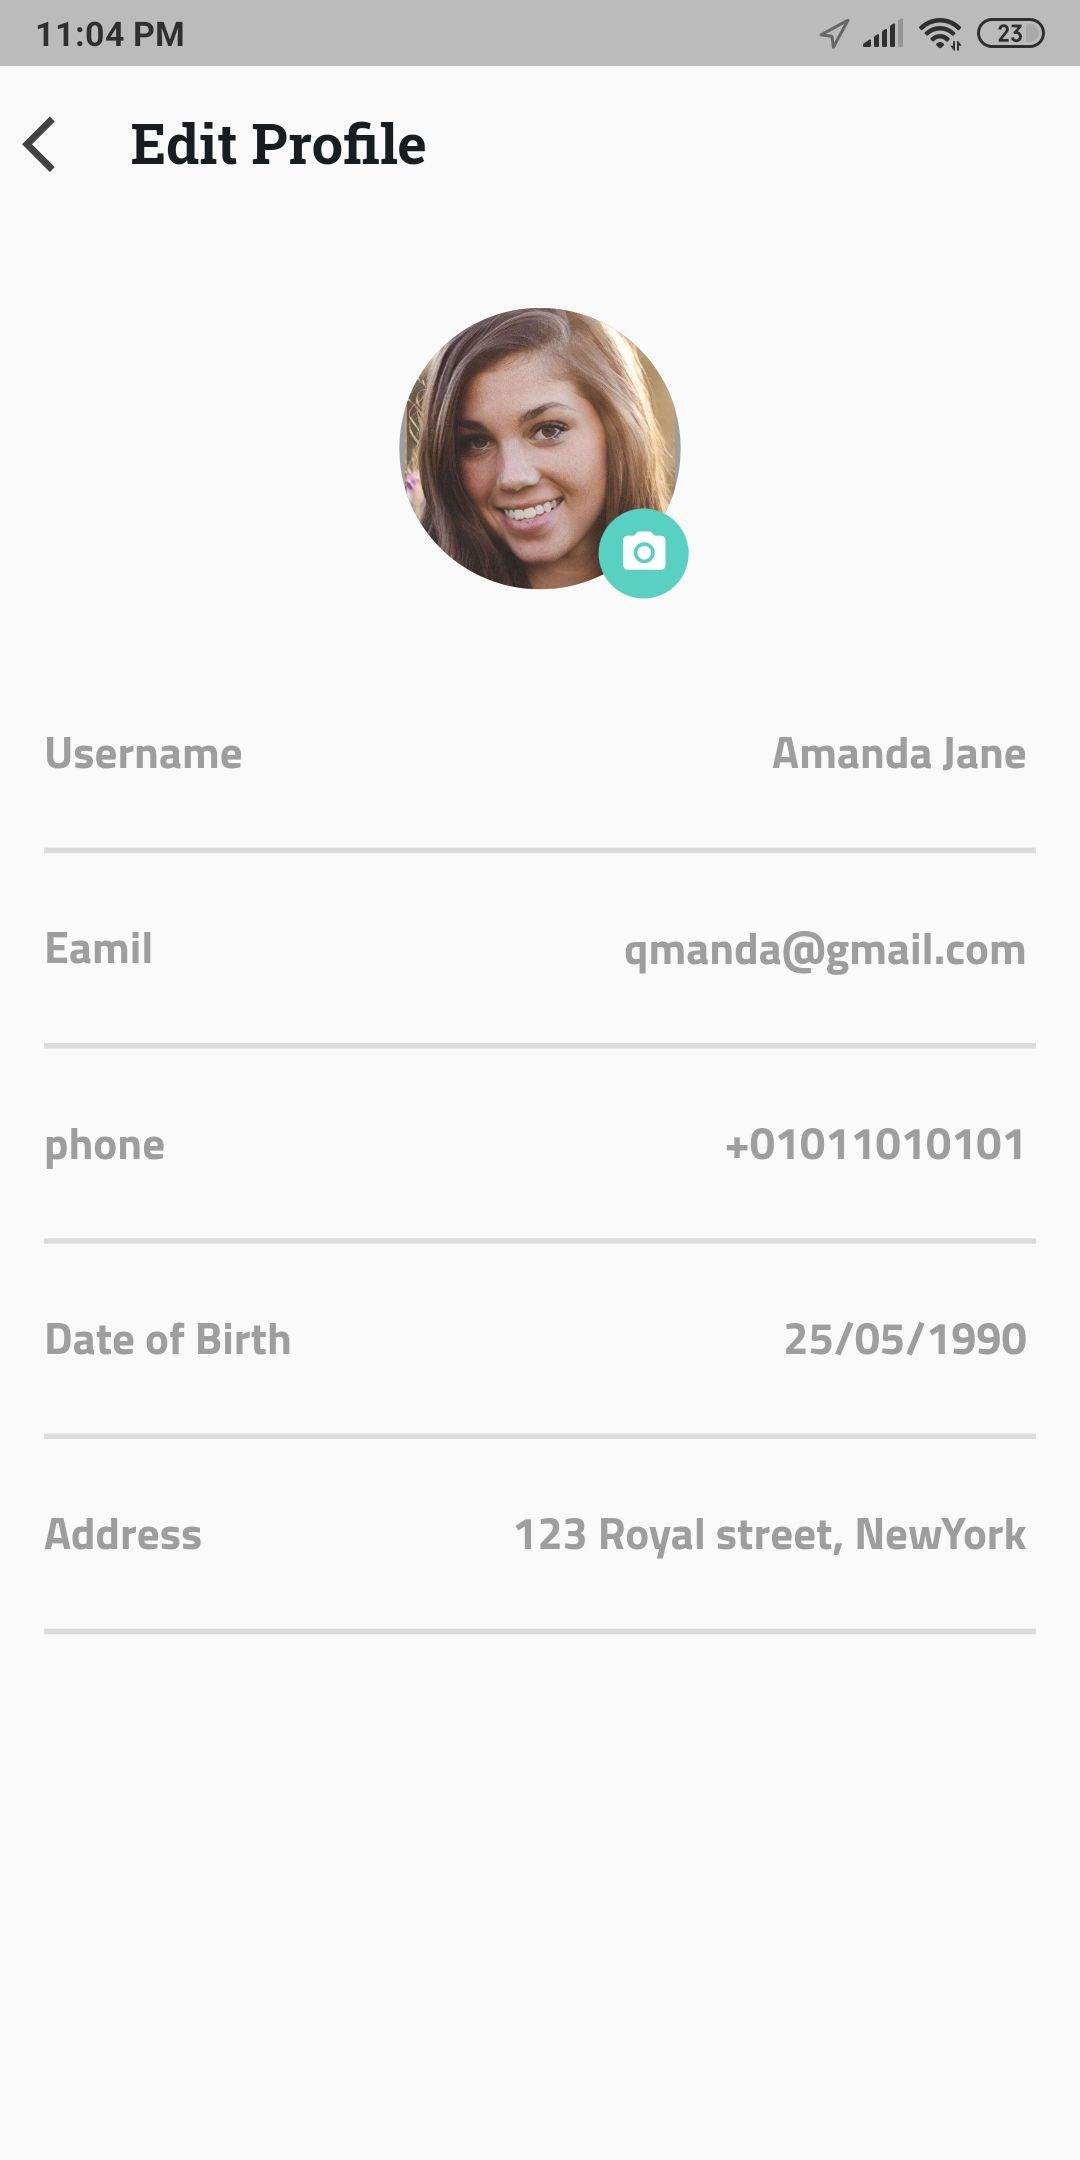 11:04 PM 23
Edit Profile
Username Amanda Jane
Eamil qmanda@gmail.com
phone +01011010101
Date of Birth 25/05/1990
Address 123 Royal street, NewYork